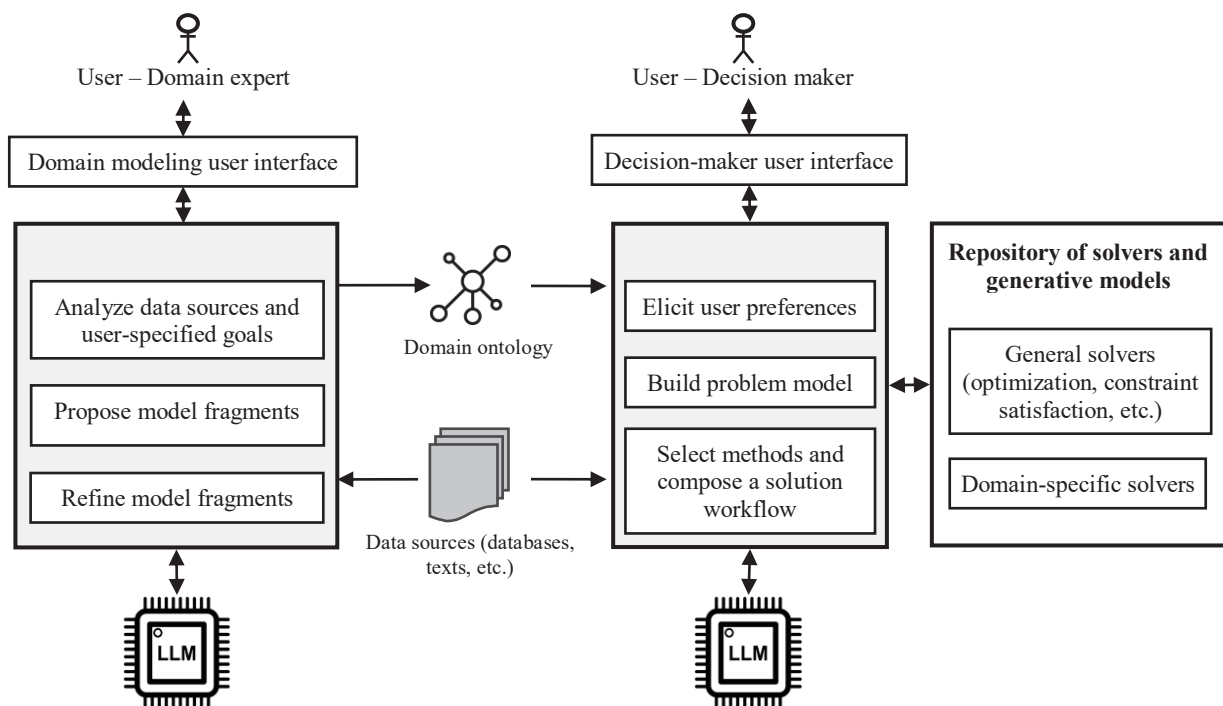 User – Domain expert
User – Decision maker
Domain modeling user interface
Decision-maker user interface
Analyze data sources and
user-specified goals
Propose model fragments
Refine model fragments
Domain ontology
Data sources (databases,
texts, etc.)
Elicit user preferences
Build problem model
Select methods and
compose a solution
workflow
Repository of solvers and
generative models
General solvers
(optimization, constraint
satisfaction, etc.)
Domain-specific solvers
LLM
LLM